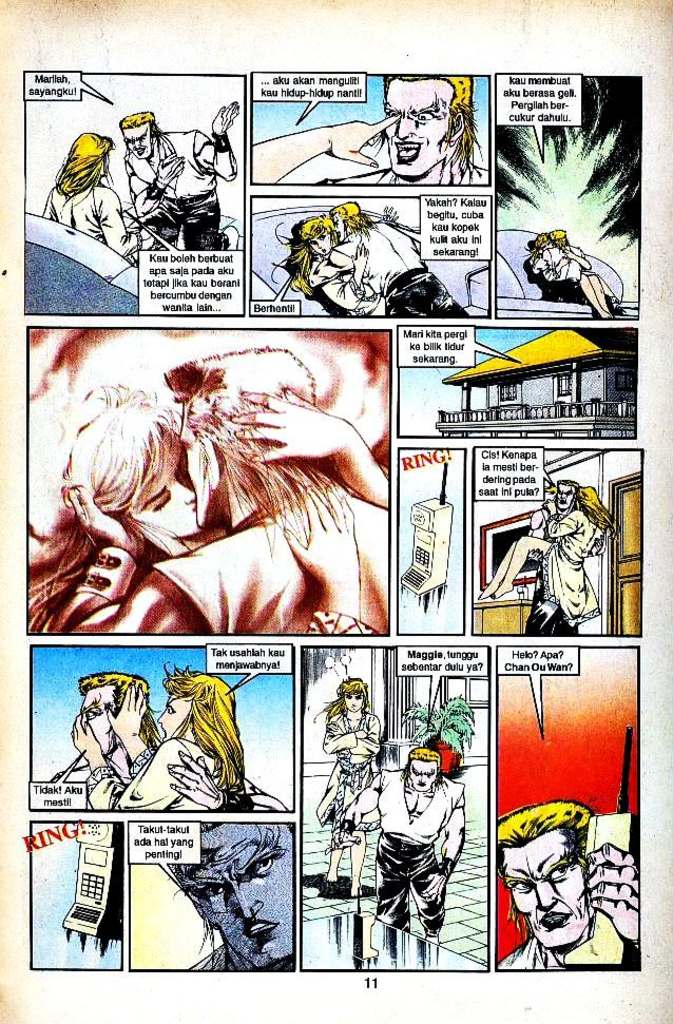 Marilah,
sayangku!
Kau boleh berbuat
apa saja pada aku
tetapi jika kau berani
bercumbu dengan
wanita lain...
... aku akan menguliti
kau hidup-hidup nanti!
Yakah? Kalau
begitu, cuba
kau kopek
kulit aku ini
sekarang!
Berhenti!
kau membuat
aku berasa geli.
Pergilah ber-
cukur dahulu.
Mari kita pergi
ke bilik tidur
sekarang.
RING!
Cis! Kenapa
ia mesti ber-
dering pada
saat ini pula?
Tak usahlah kau
menjawabnya!
Tidak! Aku
mesti!
RING!
Takut-takut
ada hal yang
penting!
Maggie, tunggu
sebentar dulu ya?
Helo? Apa?
Chan Ou Wan?
11